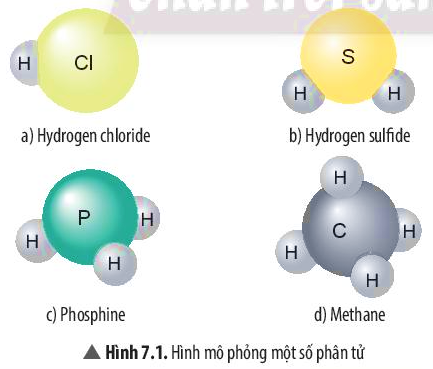 H Cl
S
H H
a) Hydrogen chloride b) Hydrogen sulfide
H
P H C H
H H
H H
c) Phosphine d) Methane
▲ Hình 7.1. Hình mô phỏng một số phân tử